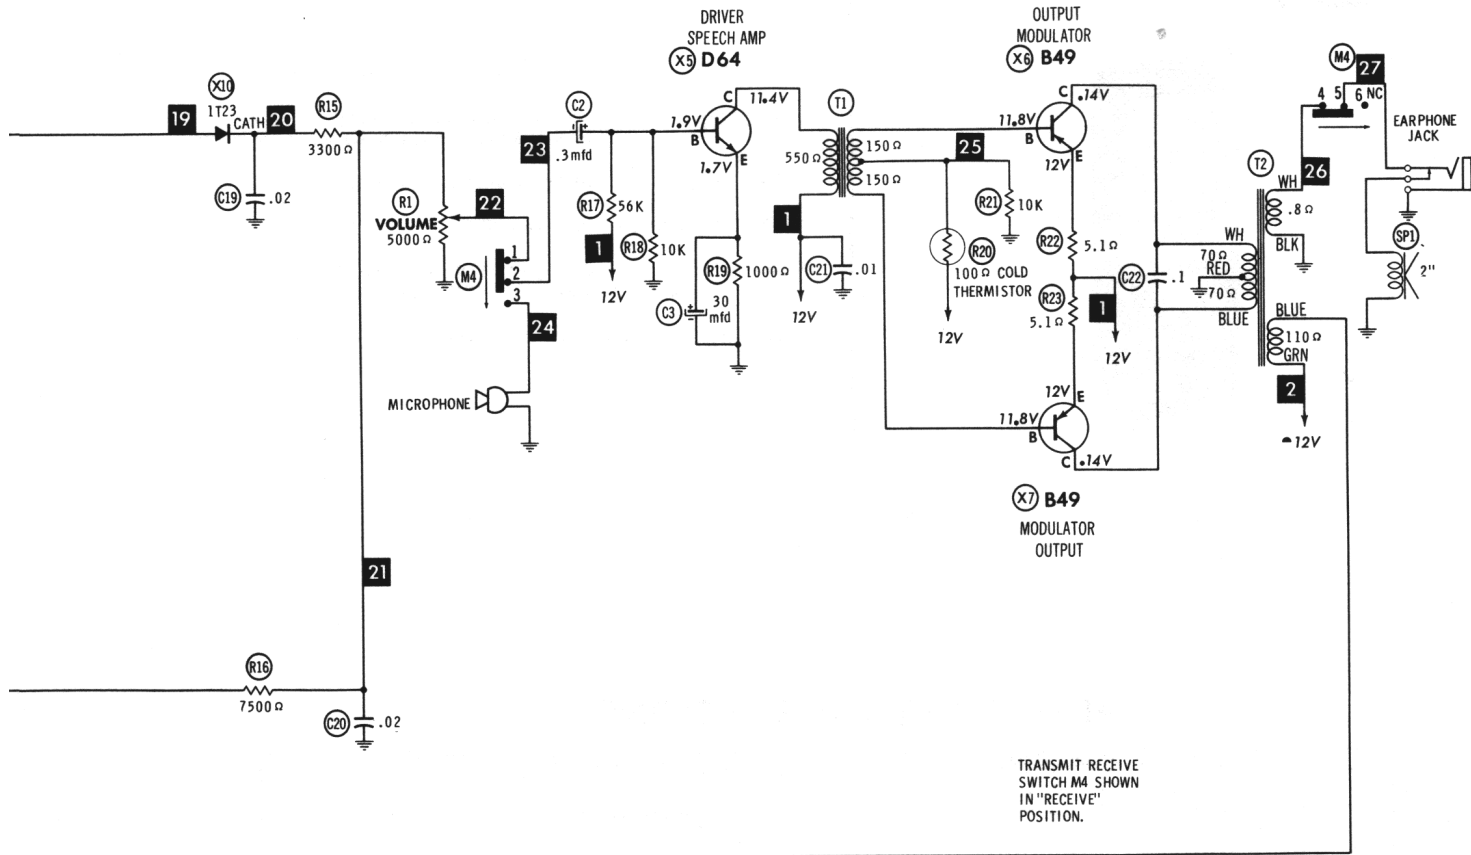 DRIVER
SPEECH AMP
X5 D64
OUTPUT
MODULATOR
X6 B49
M4 27
4 5 6 NC
EARPHONE
JACK
X10
1T23
19
CATH
20
R15
3300Ω
C19 .02
R1
VOLUME
5000Ω
22
M4
1
2
3
23
24
MICROPHONE
C2
.3mfd
R17 56K
1
12V
R18 10K
1.9V
B
C
11.4V
E
1.7V
R19 1000Ω
C3
30
mfd
T1
550Ω
150Ω
150Ω
1
12V
C21 .01
25
R21
10K
R20
100Ω COLD
THERMISTOR
12V
11.8V
B
C
.14V
E
12V
R22
5.1Ω
R23
5.1Ω
1
12V
C22 .1
12V
E
11.8V
B
C
.14V
X7 B49
MODULATOR
OUTPUT
T2
WH
70Ω
RED
70Ω
BLUE
WH
26
.8Ω
BLK
BLUE
110Ω
GRN
2
-12V
SP1
2"
21
R16
7500Ω
C20 .02
TRANSMIT RECEIVE
SWITCH M4 SHOWN
IN "RECEIVE"
POSITION.